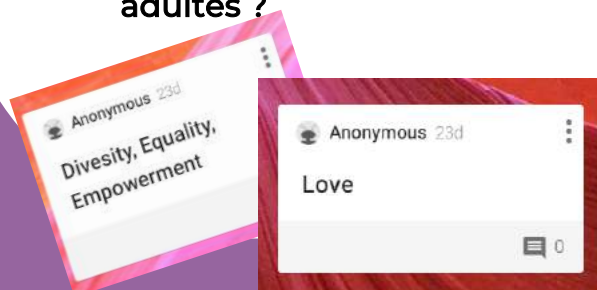 adultes ?
Anonymous 23d
Divesity, Equality,
Empowerment
Anonymous 23d
Love
0